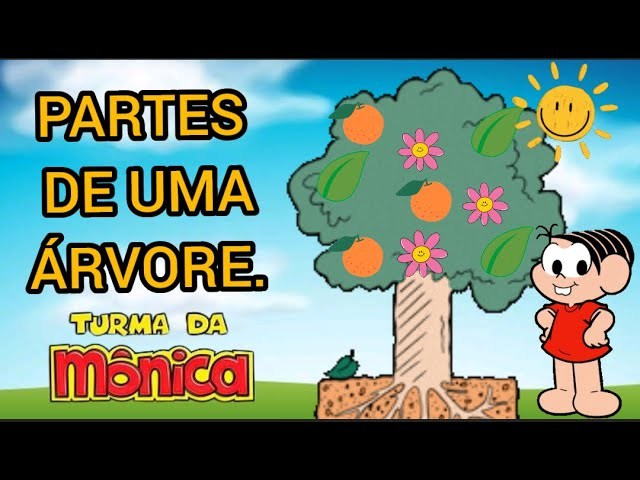 PARTES
DE UMA
ÁRVORE.
TURMA DA
MÔNICA